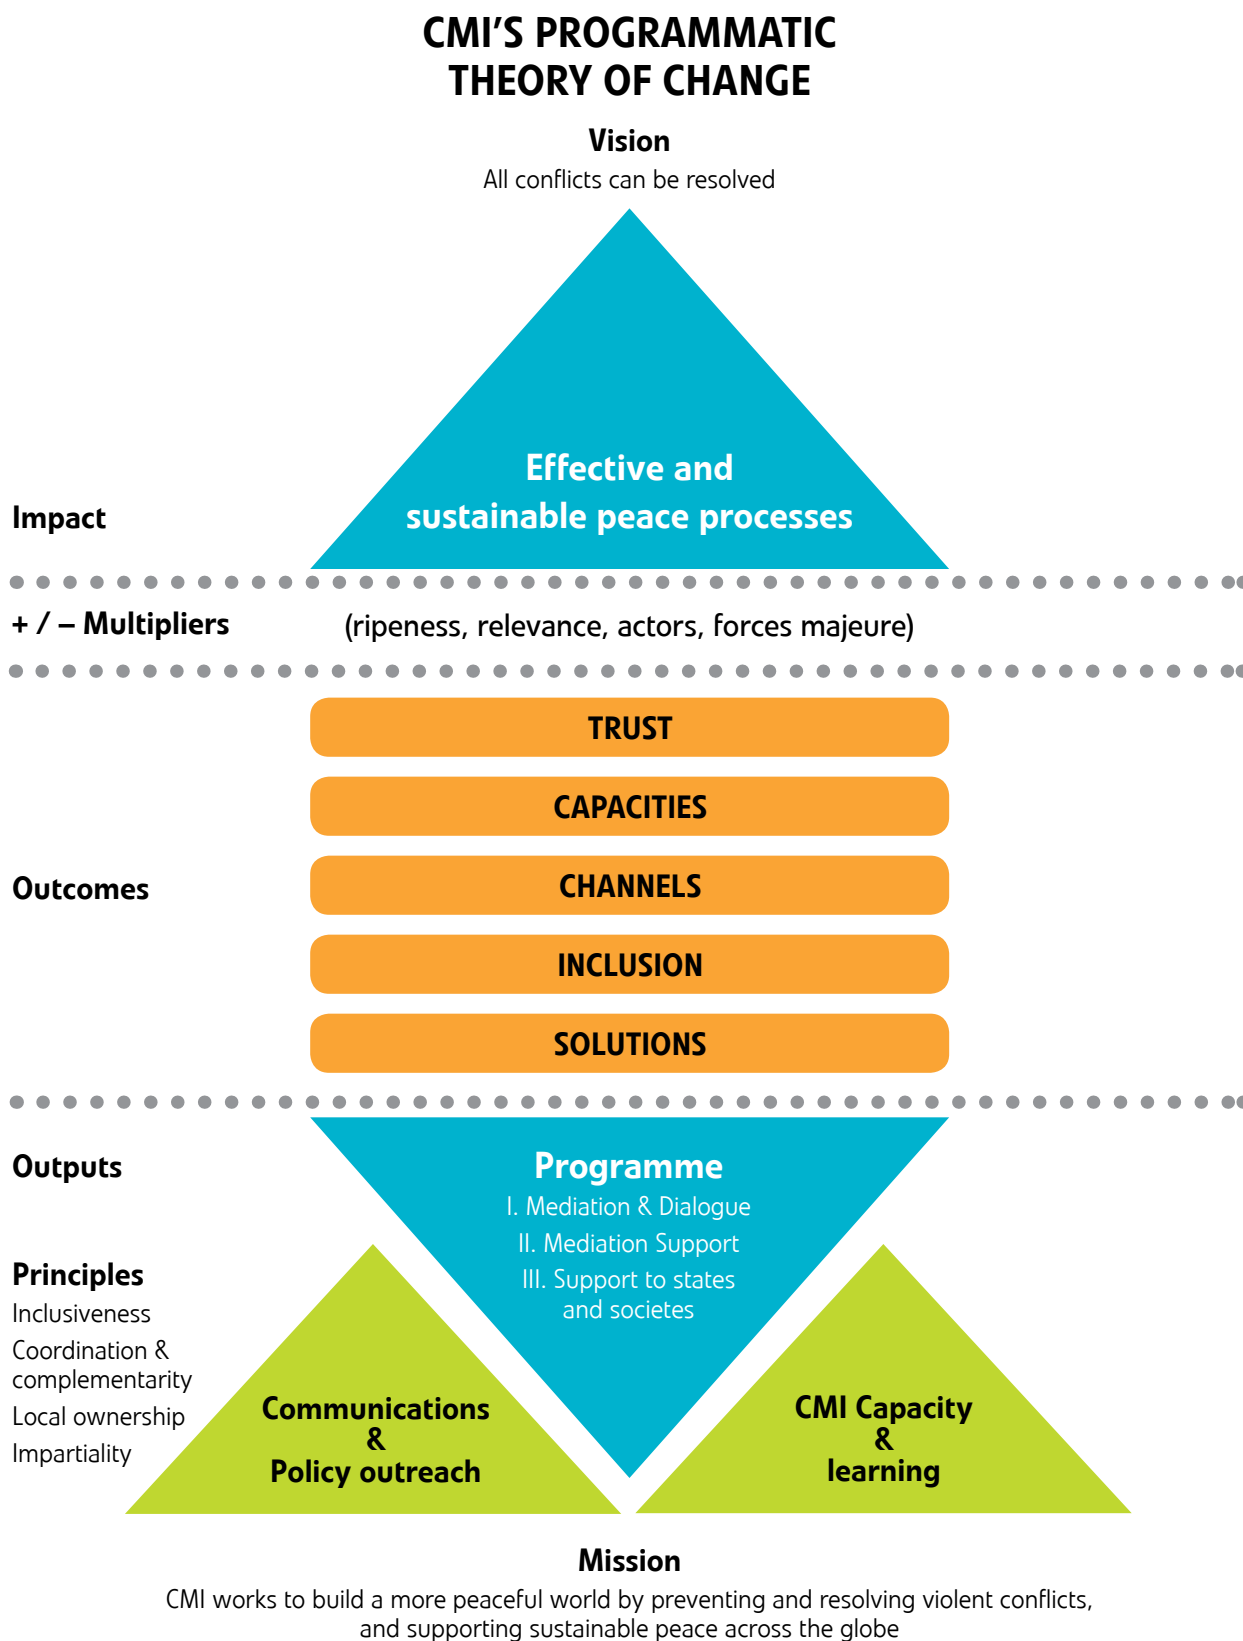 CMI'S PROGRAMMATIC
THEORY OF CHANGE
Vision
All conflicts can be resolved
Effective and
sustainable peace processes
Impact
+ / – Multipliers
(ripeness, relevance, actors, forces majeure)
TRUST
CAPACITIES
CHANNELS
INCLUSION
SOLUTIONS
Outcomes
Outputs
Programme
I. Mediation & Dialogue
II. Mediation Support
III. Support to states
and societes
Principles
Inclusiveness
Coordination &
complementarity
Local ownership
Impartiality
Communications
&
Policy outreach
CMI Capacity
&
learning
Mission
CMI works to build a more peaceful world by preventing and resolving violent conflicts,
and supporting sustainable peace across the globe